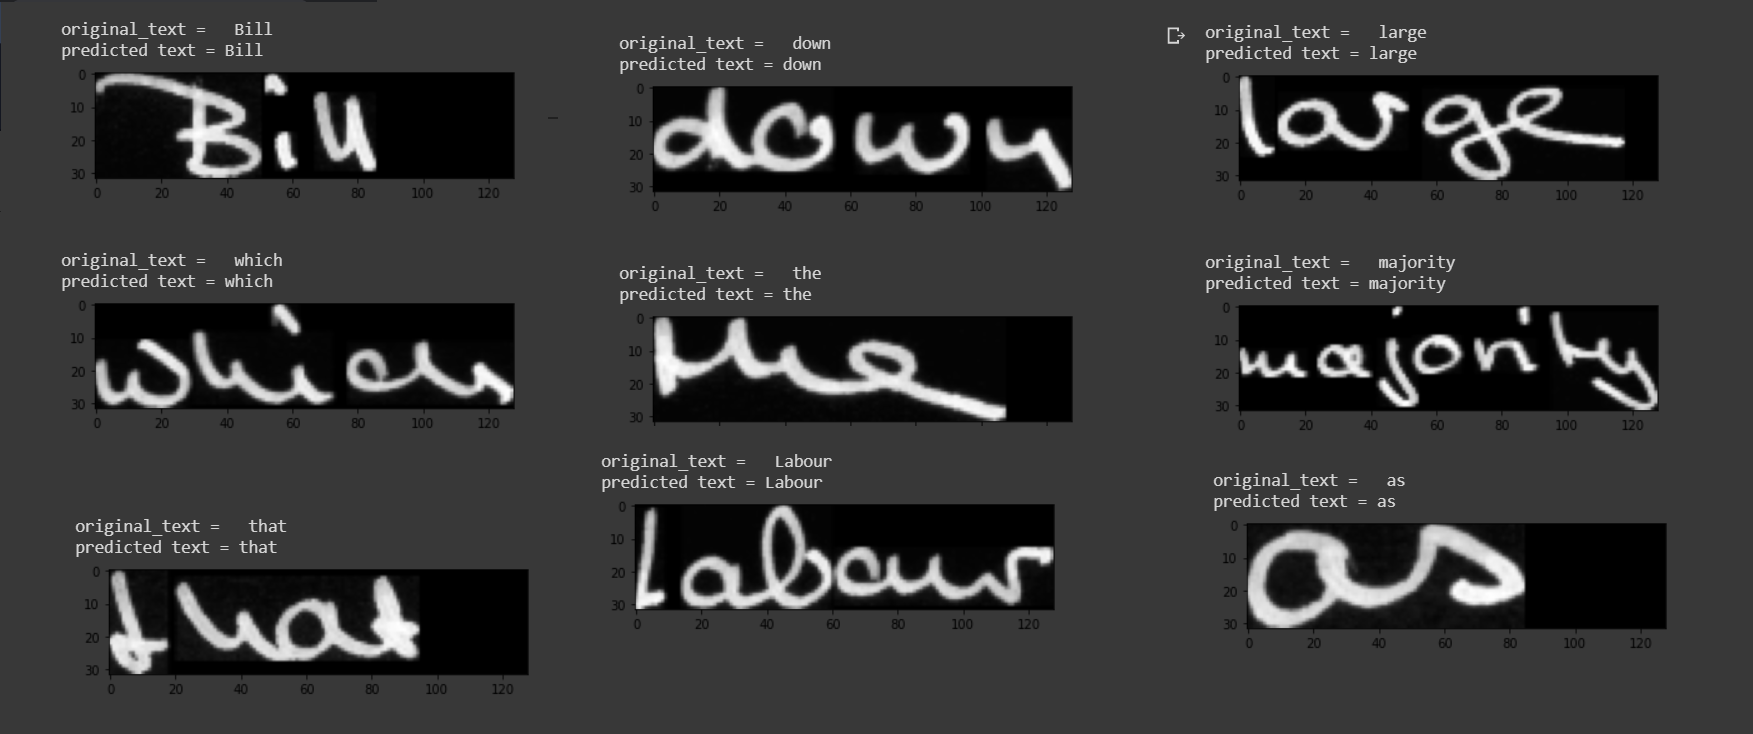 original_text =   Bill
predicted text = Bill
0
10
20
30
0 20 40 60 80 100 120
Bill
original_text =   down
predicted text = down
0
10
20
30
0 20 40 60 80 100 120
down
original_text =   large
predicted text = large
0
10
20
30
0 20 40 60 80 100 120
large
original_text =   which
predicted text = which
0
10
20
30
0 20 40 60 80 100 120
which
original_text =   the
predicted text = the
0
10
20
30
the
original_text =   majority
predicted text = majority
0
10
20
30
0 20 40 60 80 100 120
majority
original_text =   that
predicted text = that
0
10
20
30
0 20 40 60 80 100 120
that
original_text =   Labour
predicted text = Labour
0
10
20
30
0 20 40 60 80 100 120
Labour
original_text =   as
predicted text = as
0
10
20
30
0 20 40 60 80 100 120
as